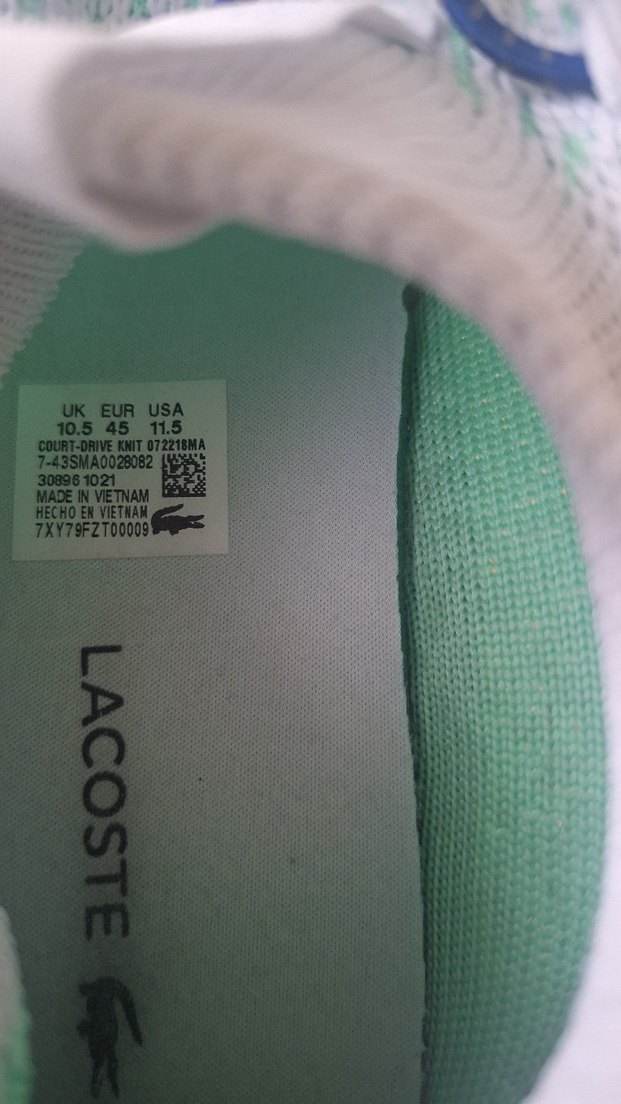 UK EUR USA
10.5 45 11.5
COURT-DRIVE KNIT 07221SMA
7-43SMA0028082
30896 1021
MADE IN VIETNAM
HECHO EN VIETNAM
7XY79FZT00009
LACOSTE